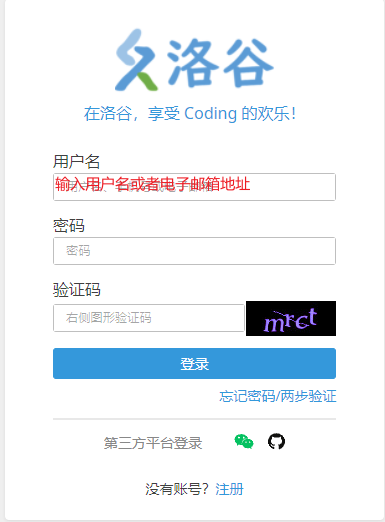 洛谷
在洛谷，享受 Coding 的欢乐！
用户名
输入用户名或者电子邮箱地址
密码
密码
验证码
右侧图形验证码
mrct
登录
忘记密码/两步验证
第三方平台登录
没有账号？注册